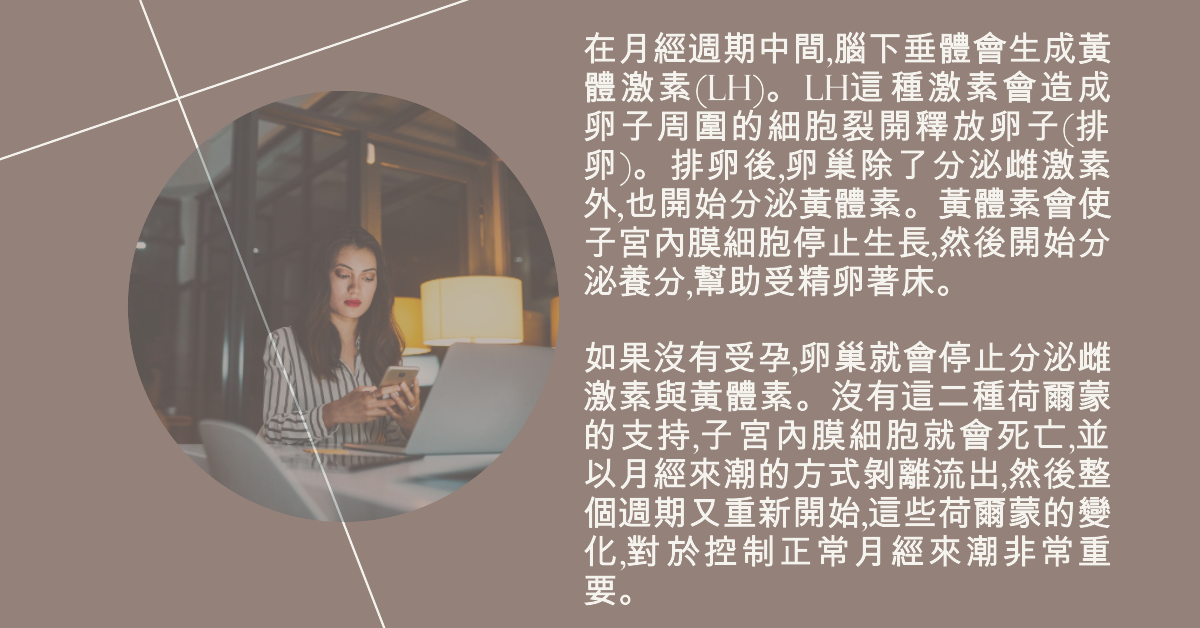 在月經週期中間,腦下垂體會生成黃
體激素(LH)。LH這種激素會造成
卵子周圍的細胞裂開釋放卵子(排
卵)。排卵後,卵巢除了分泌雌激素
外,也開始分泌黃體素。黃體素會使
子宮內膜細胞停止生長,然後開始分
泌養分,幫助受精卵著床。
如果沒有受孕,卵巢就會停止分泌雌
激素與黃體素。沒有這二種荷爾蒙
的支持,子宮內膜細胞就會死亡,並
以月經來潮的方式剝離流出,然後整
個週期又重新開始,這些荷爾蒙的變
化,對於控制正常月經來潮非常重
要。